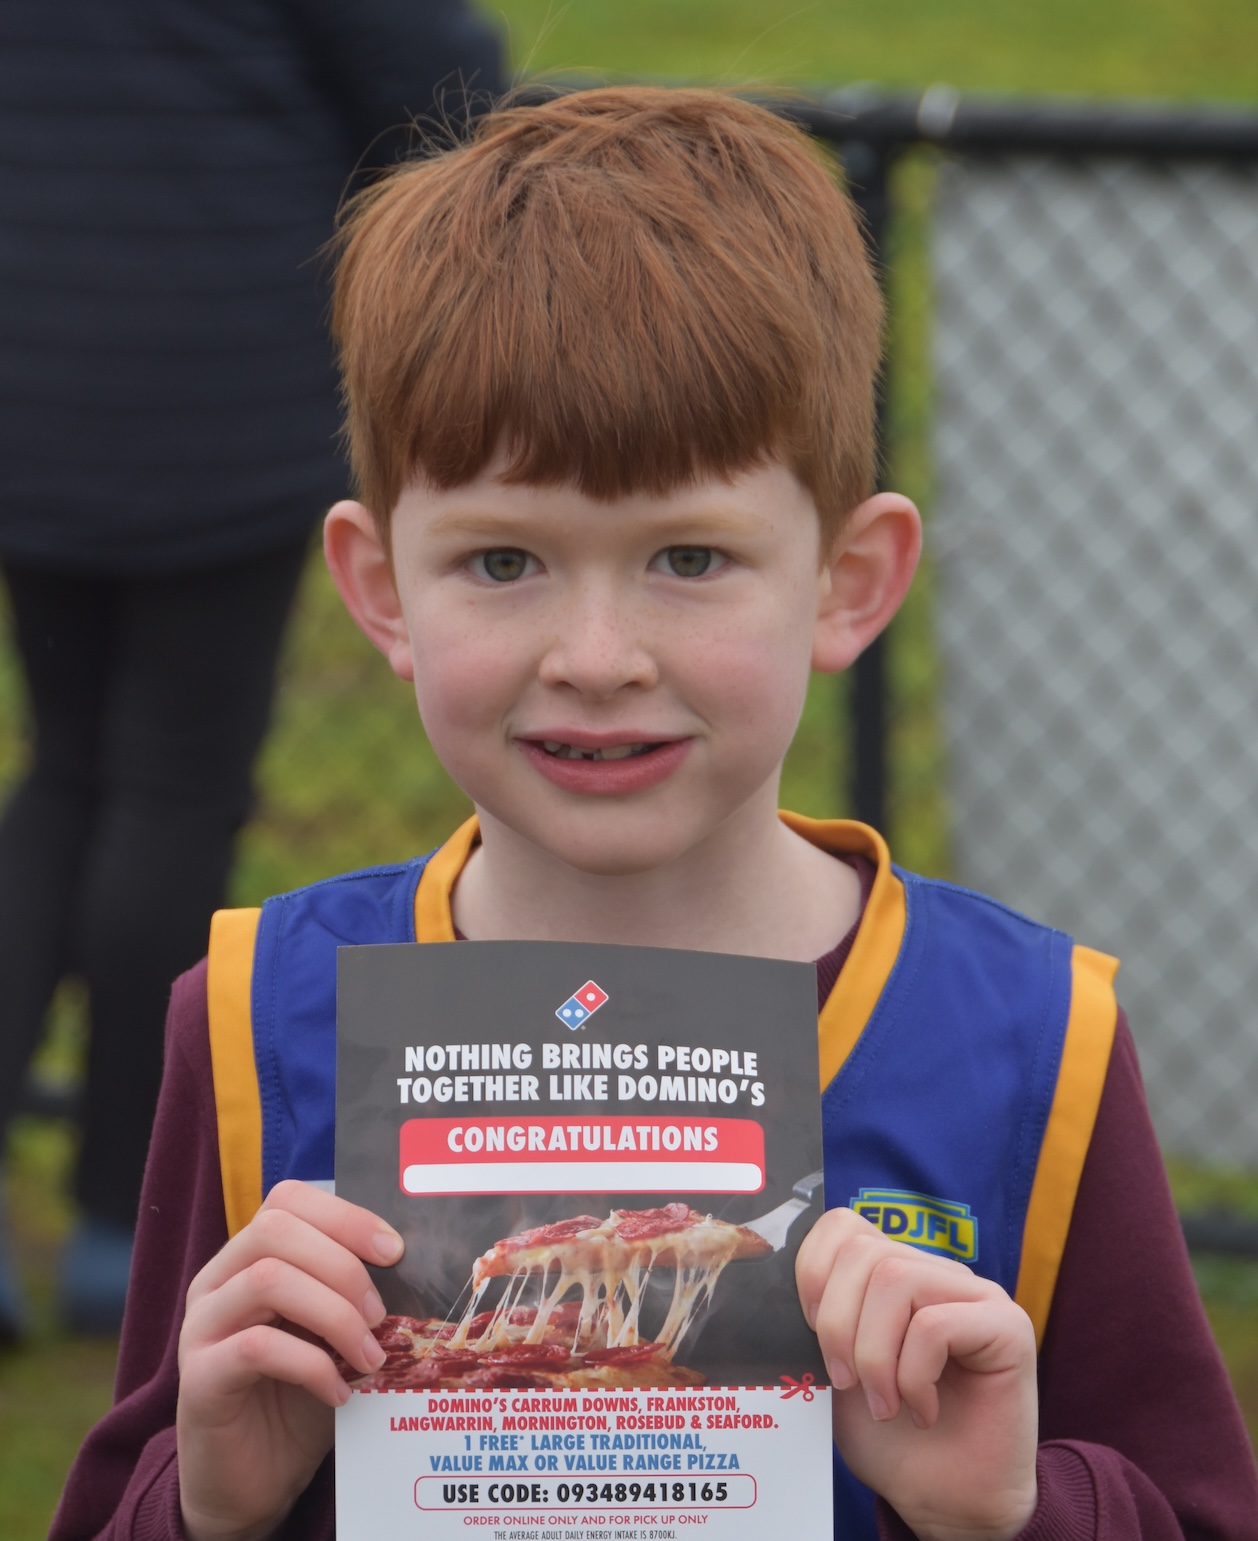 NOTHING BRINGS PEOPLE
TOGETHER LIKE DOMINO'S
CONGRATULATIONS
FDJFL
DOMINO'S CARRUM DOWNS, FRANKSTON,
LANGWARRIN, MORNINGTON, ROSEBUD & SEAFORD.
1 FREE* LARGE TRADITIONAL,
VALUE MAX OR VALUE RANGE PIZZA
USE CODE: 093489418165
ORDER ONLINE ONLY AND FOR PICK UP ONLY
THE AVERAGE ADULT DAILY ENERGY INTAKE IS 8700KJ.